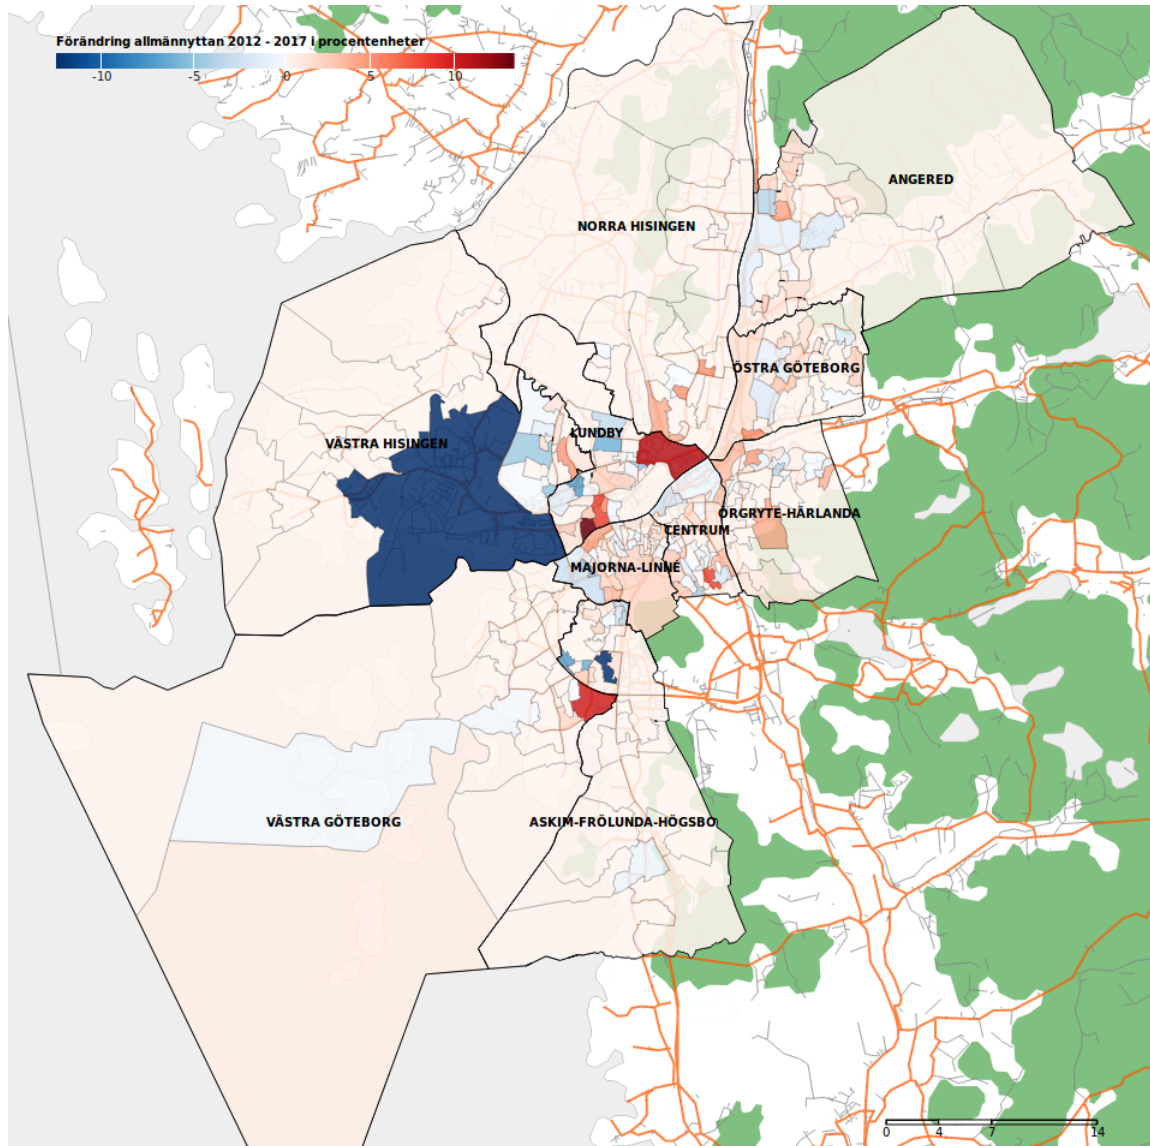 Förändring allmännyttan 2012 - 2017 i procentenheter
-10 -5 0 5 10
ANGERED
NORRA HISINGEN
ÖSTRA GÖTEBORG
LUNDBY
VÄSTRA HISINGEN
ÖRGRYTE-HÄRLANDA
CENTRUM
MAJORNA-LINNÉ
VÄSTRA GÖTEBORG
ASKIM-FRÖLUNDA-HÖGSBO
0 4 7 14